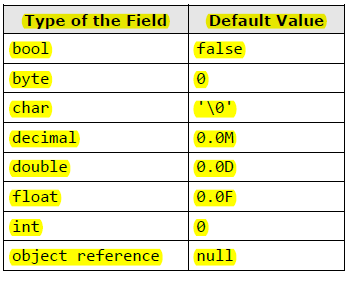 Type of the Field Default Value
bool false
byte 0
char '\0'
decimal 0.0M
double 0.0D
float 0.0F
int 0
object reference null